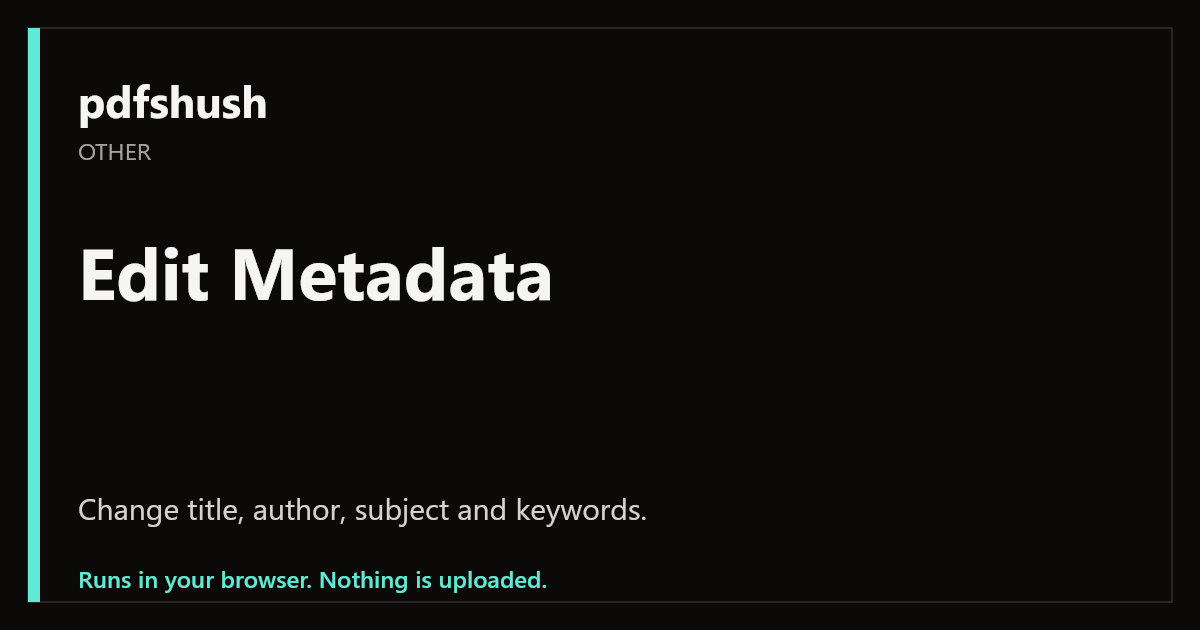 pdfshush
OTHER
Edit Metadata
Change title, author, subject and keywords.
Runs in your browser. Nothing is uploaded.